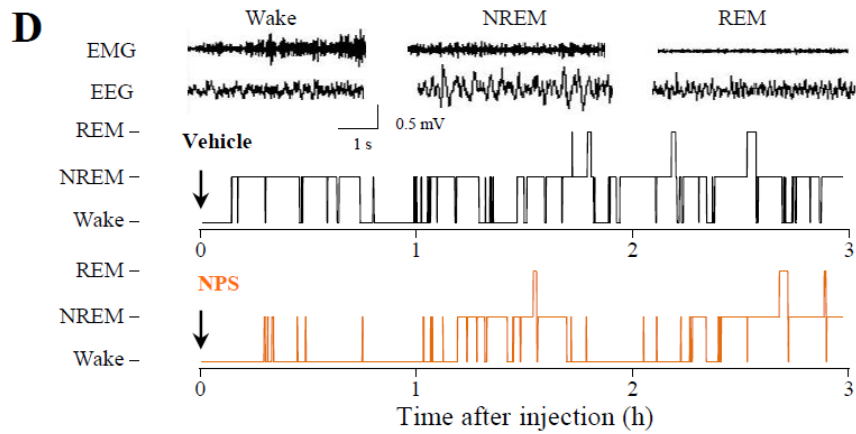 D
Wake NREM REM
EMG
EEG
0.5 mV
1 s
REM –
Vehicle
NREM –
Wake –
0 1 2 3
REM –
NPS
NREM –
Wake –
0 1 2 3
Time after injection (h)